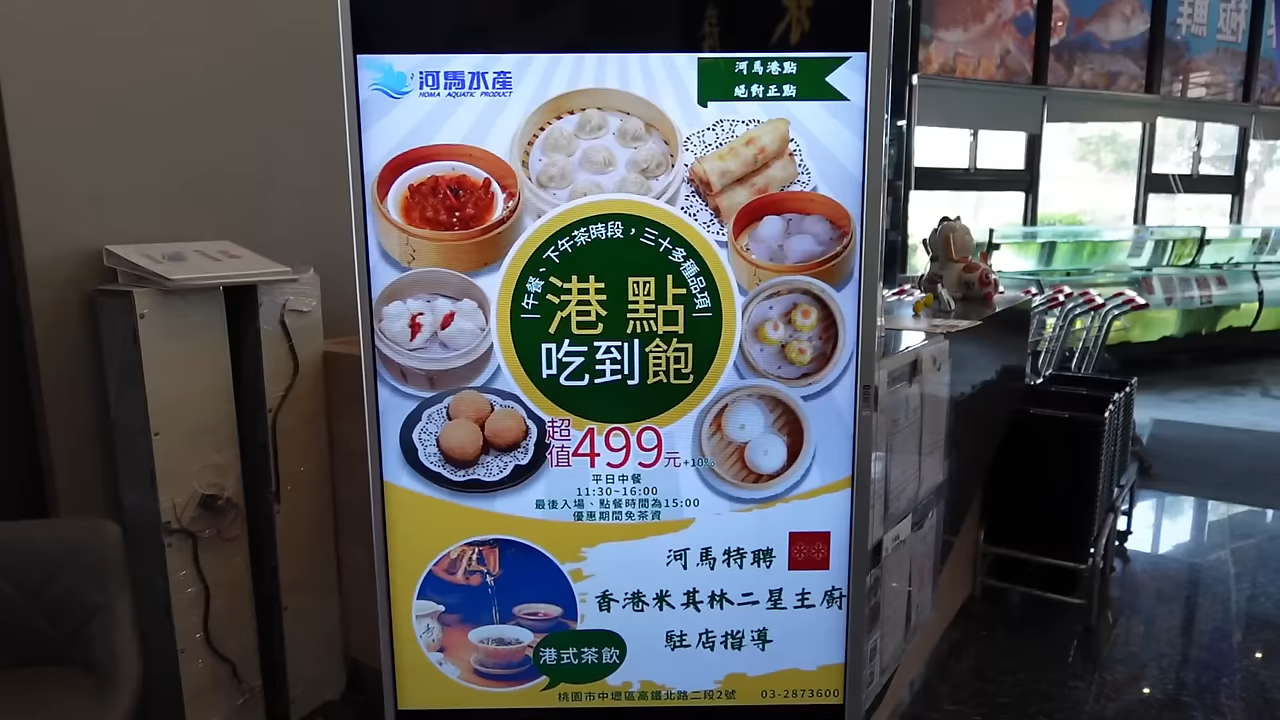 河馬水產
HOMA AQUATIC PRODUCT
河馬港點
絕對正點
|午餐、下午茶時段，三十多種品項|
港點
吃到飽
超值499元+10%
平日中餐
11:30~16:00
最後入場、點餐時間為15:00
優惠期間免茶資
河馬特聘
香港米其林二星主廚
駐店指導
港式茶飲
桃園市中壢區高鐵北路二段2號 03-2873600
極鮮